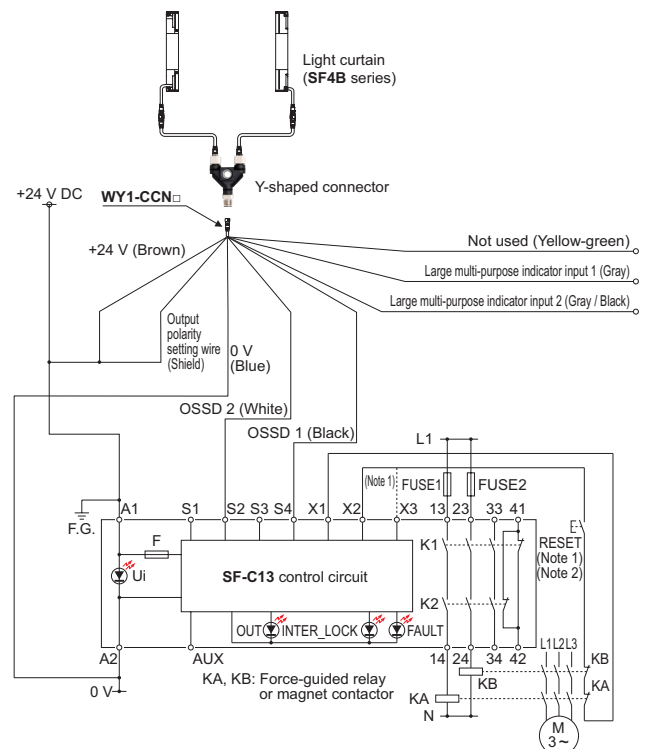 Light curtain
(SF4B series)
Y-shaped connector
+24 V DC
WY1-CCN□
+24 V (Brown)
Not used (Yellow-green)
Large multi-purpose indicator input 1 (Gray)
Large multi-purpose indicator input 2 (Gray / Black)
Output
polarity
setting wire
(Shield)
0 V
(Blue)
OSSD 2 (White)
OSSD 1 (Black)
L1
(Note 1)
FUSE1
FUSE2
F.G.
A1
S1
S2
S3
S4
X1
X2
X3
13
23
33
41
F
Ui
SF-C13 control circuit
K1
K2
RESET
(Note 1)
(Note 2)
OUT
INTER_LOCK
FAULT
A2
AUX
14
24
34
42
L1
L2
L3
KA, KB: Force-guided relay
or magnet contactor
KB
KB
KA
KA
0 V
N
M
3~